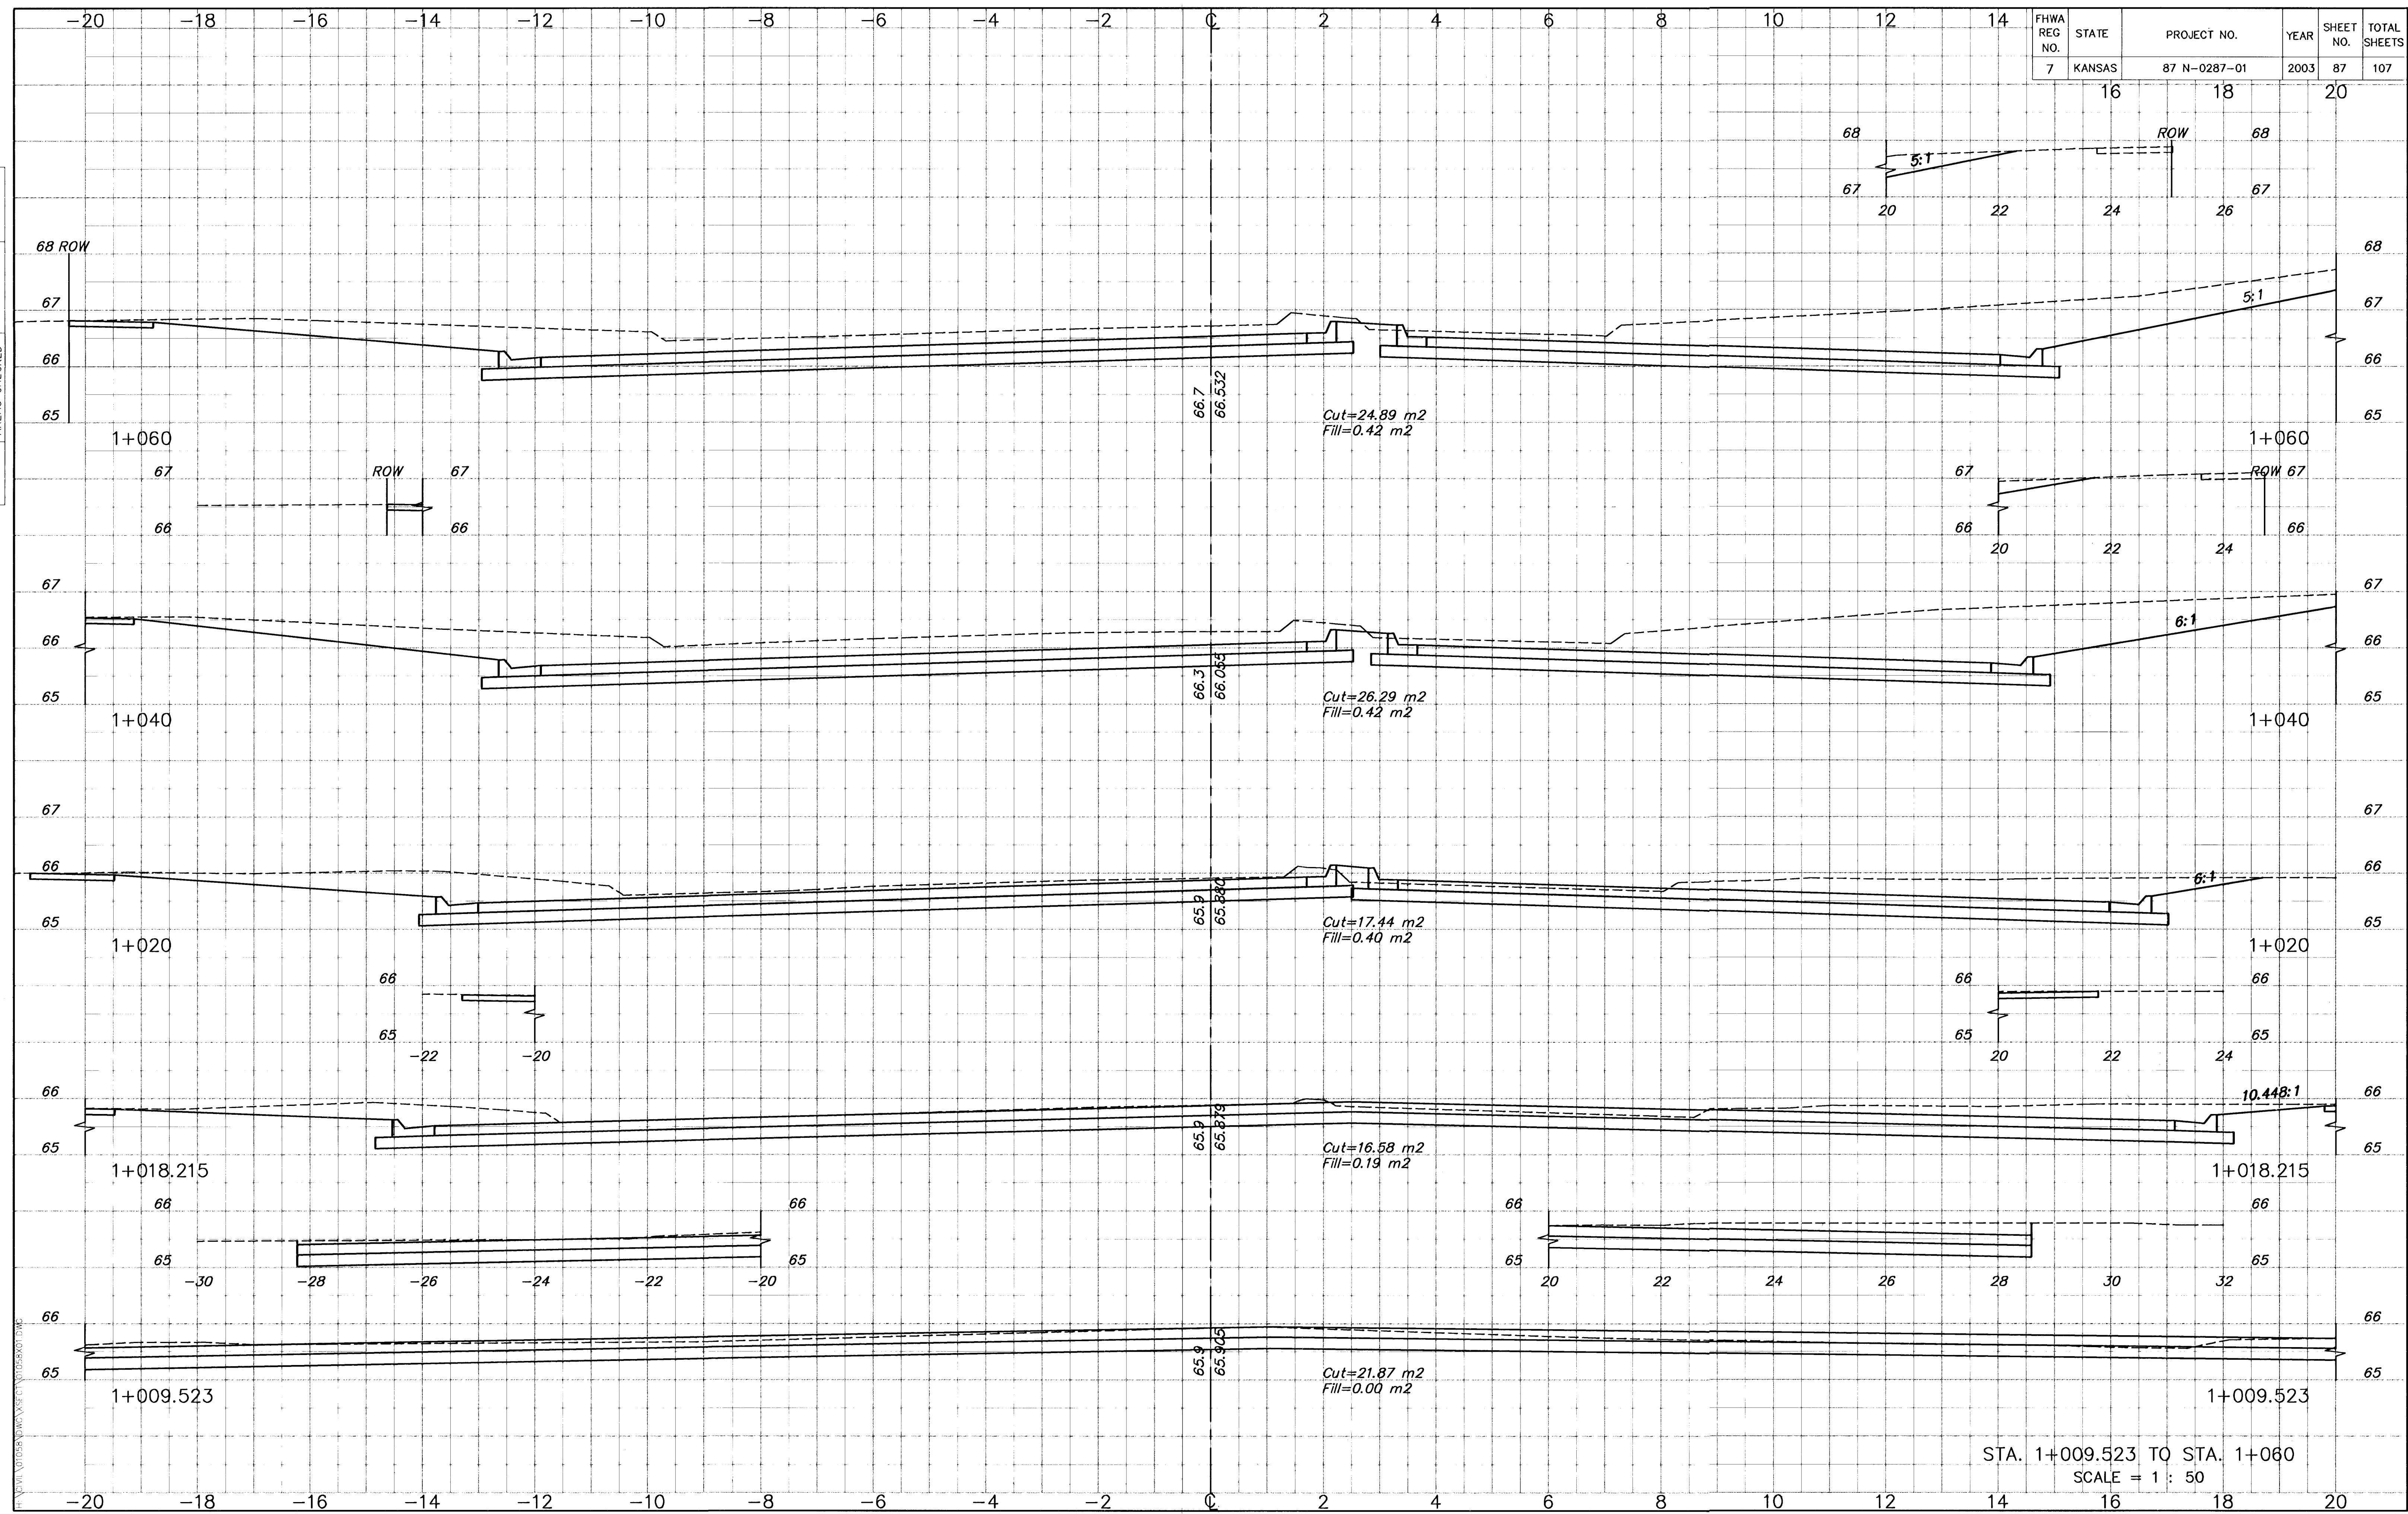 -20 -18 -16 -14 -12 -10 -8 -6 -4 -2 ℄ 2 4 6 8 10 12 14
FHWA REG NO. STATE PROJECT NO. YEAR SHEET NO. TOTAL SHEETS
7 KANSAS 87 N-0287-01 2003 87 107
16 18 20
68 ROW 68
5:1
67 67
20 22 24 26
68 ROW 68
67 5:1 67
66 66
66.7 66.532
65 Cut=24.89 m2 65
Fill=0.42 m2
1+060 1+060
67 ROW 67 67 ROW 67
66 66 66 66
20 22 24
67 67
66 6:1 66
66.3 66.055
65 Cut=26.29 m2 65
Fill=0.42 m2
1+040 1+040
67 67
66 6:1 66
65.9 65.880
65 Cut=17.44 m2 65
Fill=0.40 m2
1+020 1+020
66 66 66
65 65 65
-22 -20 20 22 24
10.448:1
66 66
65.9 65.879
65 Cut=16.58 m2 65
Fill=0.19 m2
1+018.215 1+018.215
66 66 66 66
65 65 65 65
-30 -28 -26 -24 -22 -20 20 22 24 26 28 30 32
66 66
65.9 65.905
65 Cut=21.87 m2 65
Fill=0.00 m2
1+009.523 1+009.523
STA. 1+009.523 TO STA. 1+060
SCALE = 1 : 50
-20 -18 -16 -14 -12 -10 -8 -6 -4 -2 ℄ 2 4 6 8 10 12 14 16 18 20